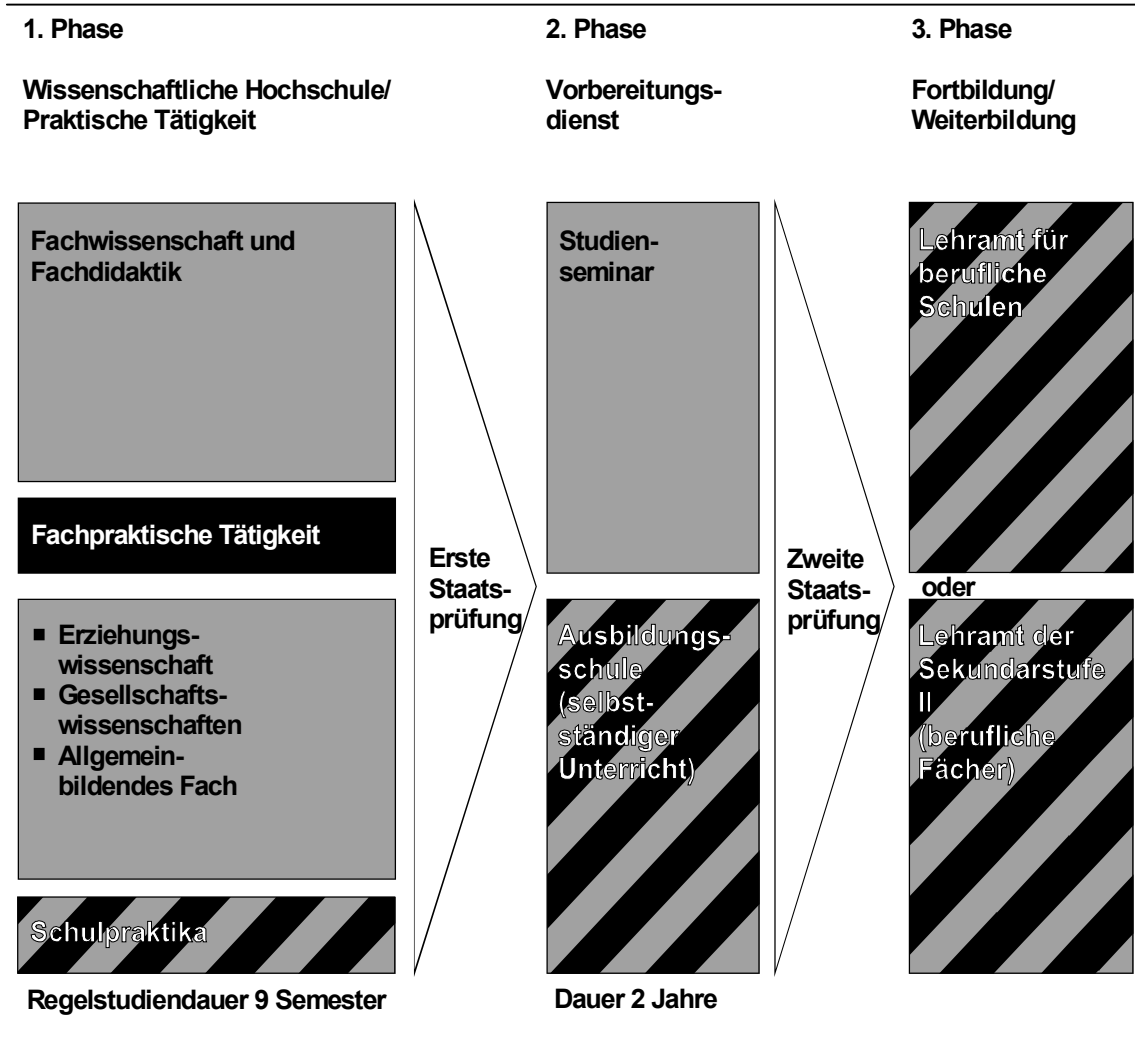 1. Phase
Wissenschaftliche Hochschule/
Praktische Tätigkeit
Fachwissenschaft und
Fachdidaktik
Fachpraktische Tätigkeit
■ Erziehungs-
wissenschaft
■ Gesellschafts-
wissenschaften
■ Allgemein-
bildendes Fach
Schulpraktika
Regelstudiendauer 9 Semester
Erste
Staats-
prüfung
2. Phase
Vorbereitungs-
dienst
Studien-
seminar
Ausbildungs-
schule
(selbst-
ständiger
Unterricht)
Dauer 2 Jahre
Zweite
Staats-
prüfung
3. Phase
Fortbildung/
Weiterbildung
Lehramt für
berufliche
Schulen
oder
Lehramt der
Sekundarstufe
II
(berufliche
Fächer)